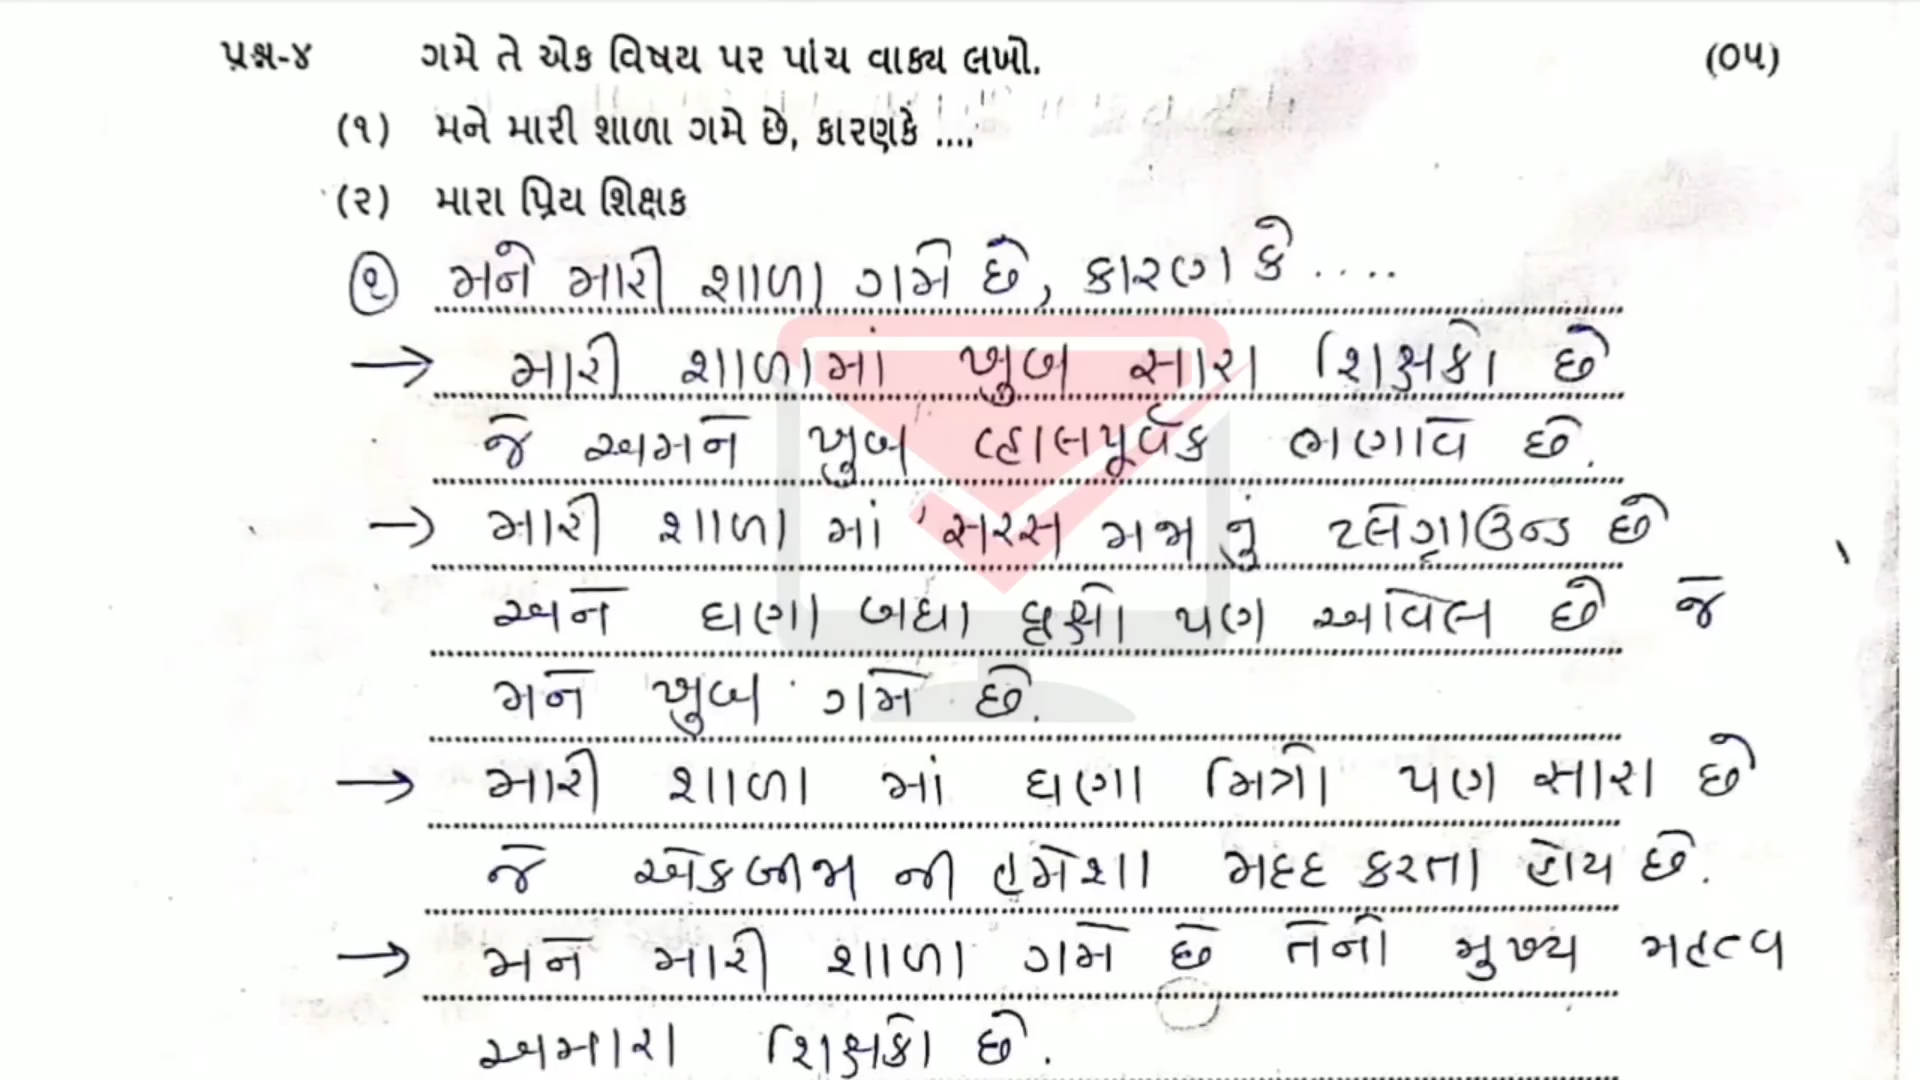 પ્રશ્ન-૪ ગમે તે એક વિષય પર પાંચ વાક્ય લખો. (૦૫)
(૧) મને મારી શાળા ગમે છે, કારણકે ....
(૨) મારા પ્રિય શિક્ષક
૧ મને મારી શાળા ગમે છે, કારણ કે ....
→ મારી શાળામાં ખુબ સારા શિક્ષકો છે
જે અમને ખુબ વ્હાલપૂર્વક ભણાવે છે.
→ મારી શાળા માં સરસ મજાનું પ્લેગ્રાઉન્ડ છે
અને ઘણા બધા વૃક્ષો પણ આવેલ છે જે
મને ખુબ ગમે છે.
→ મારી શાળા માં ઘણા મિત્રો પણ સારા છે
જે એકબીજા ની હંમેશા મદદ કરતા હોય છે.
→ મને મારી શાળા ગમે છે તેનો મુખ્ય મહત્વ
અમારા શિક્ષકો છે.